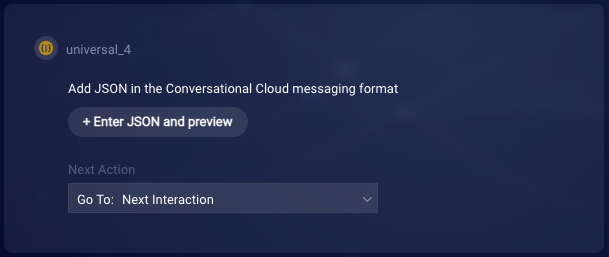 universal_4
Add JSON in the Conversational Cloud messaging format
+ Enter JSON and preview
Next Action
Go To: Next Interaction